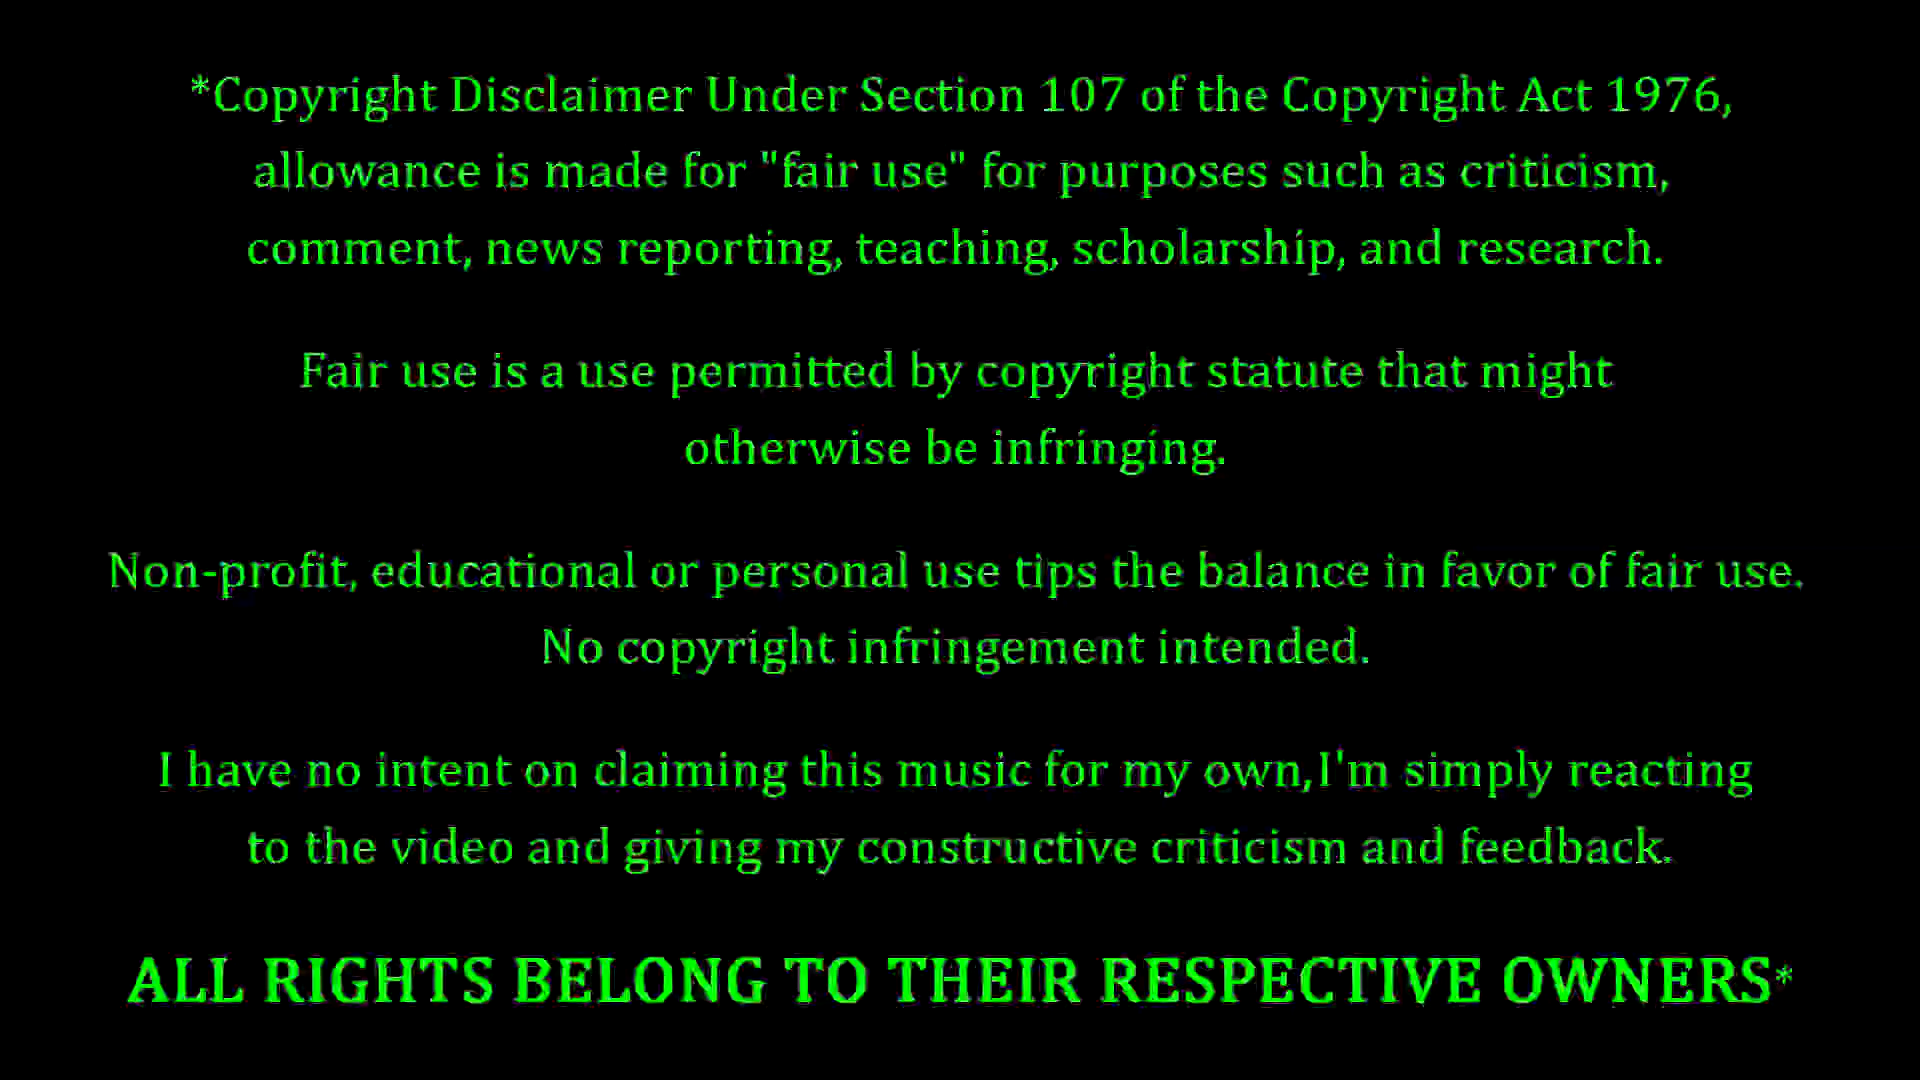 *Copyright Disclaimer Under Section 107 of the Copyright Act 1976,
allowance is made for "fair use" for purposes such as criticism,
comment, news reporting, teaching, scholarship, and research.
Fair use is a use permitted by copyright statute that might
otherwise be infringing.
Non-profit, educational or personal use tips the balance in favor of fair use.
No copyright infringement intended.
I have no intent on claiming this music for my own,I'm simply reacting
to the video and giving my constructive criticism and feedback.
ALL RIGHTS BELONG TO THEIR RESPECTIVE OWNERS*